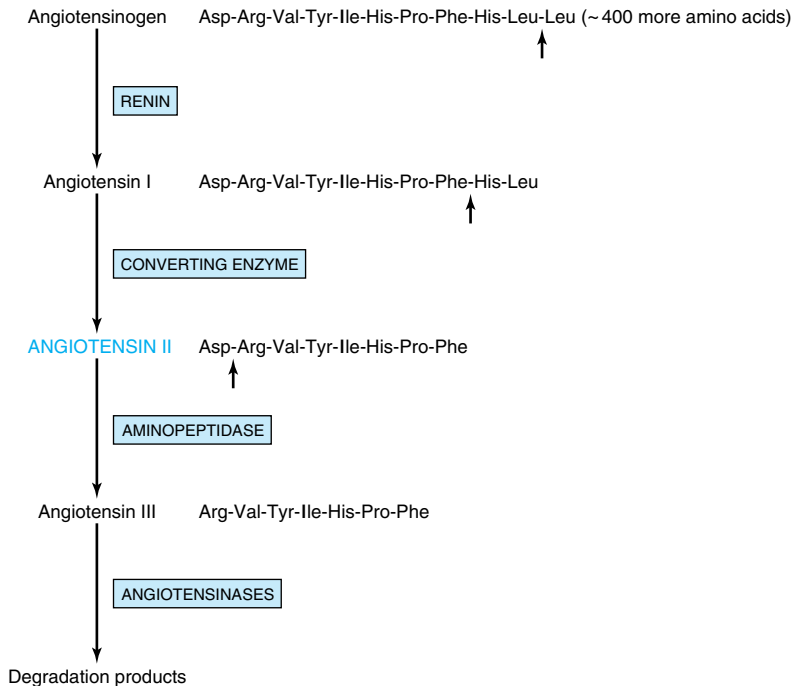 Angiotensinogen Asp-Arg-Val-Tyr-Ile-His-Pro-Phe-His-Leu-Leu (~400 more amino acids)
RENIN
Angiotensin I Asp-Arg-Val-Tyr-Ile-His-Pro-Phe-His-Leu
CONVERTING ENZYME
ANGIOTENSIN II Asp-Arg-Val-Tyr-Ile-His-Pro-Phe
AMINOPEPTIDASE
Angiotensin III Arg-Val-Tyr-Ile-His-Pro-Phe
ANGIOTENSINASES
Degradation products